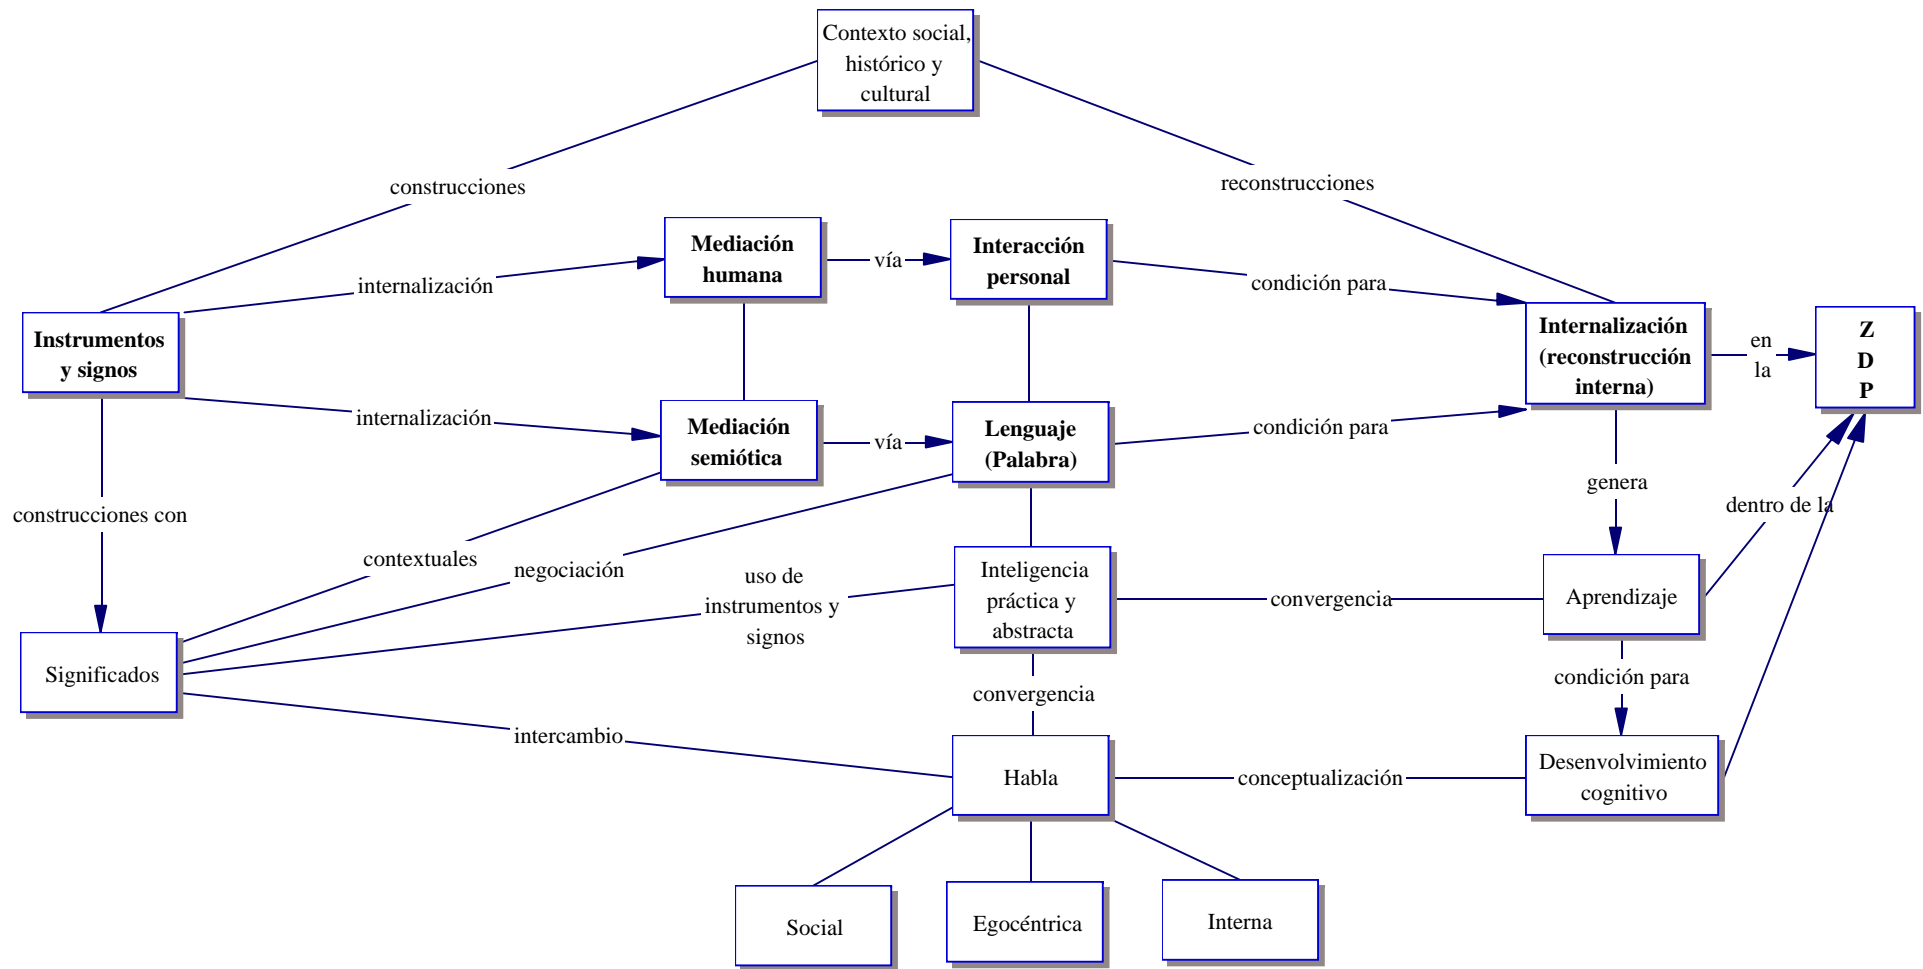 Contexto social,
histórico y
cultural
construcciones
reconstrucciones
Mediación
humana
vía
Interacción
personal
internalización
condición para
Instrumentos
y signos
Internalización
(reconstrucción
interna)
en
la
Z
D
P
internalización
Mediación
semiótica
vía
Lenguaje
(Palabra)
condición para
construcciones con
genera
dentro de la
contextuales
negociación
uso de
instrumentos y
signos
Inteligencia
práctica y
abstracta
convergencia
Aprendizaje
Significados
convergencia
condición para
intercambio
Habla
conceptualización
Desenvolvimiento
cognitivo
Social
Egocéntrica
Interna